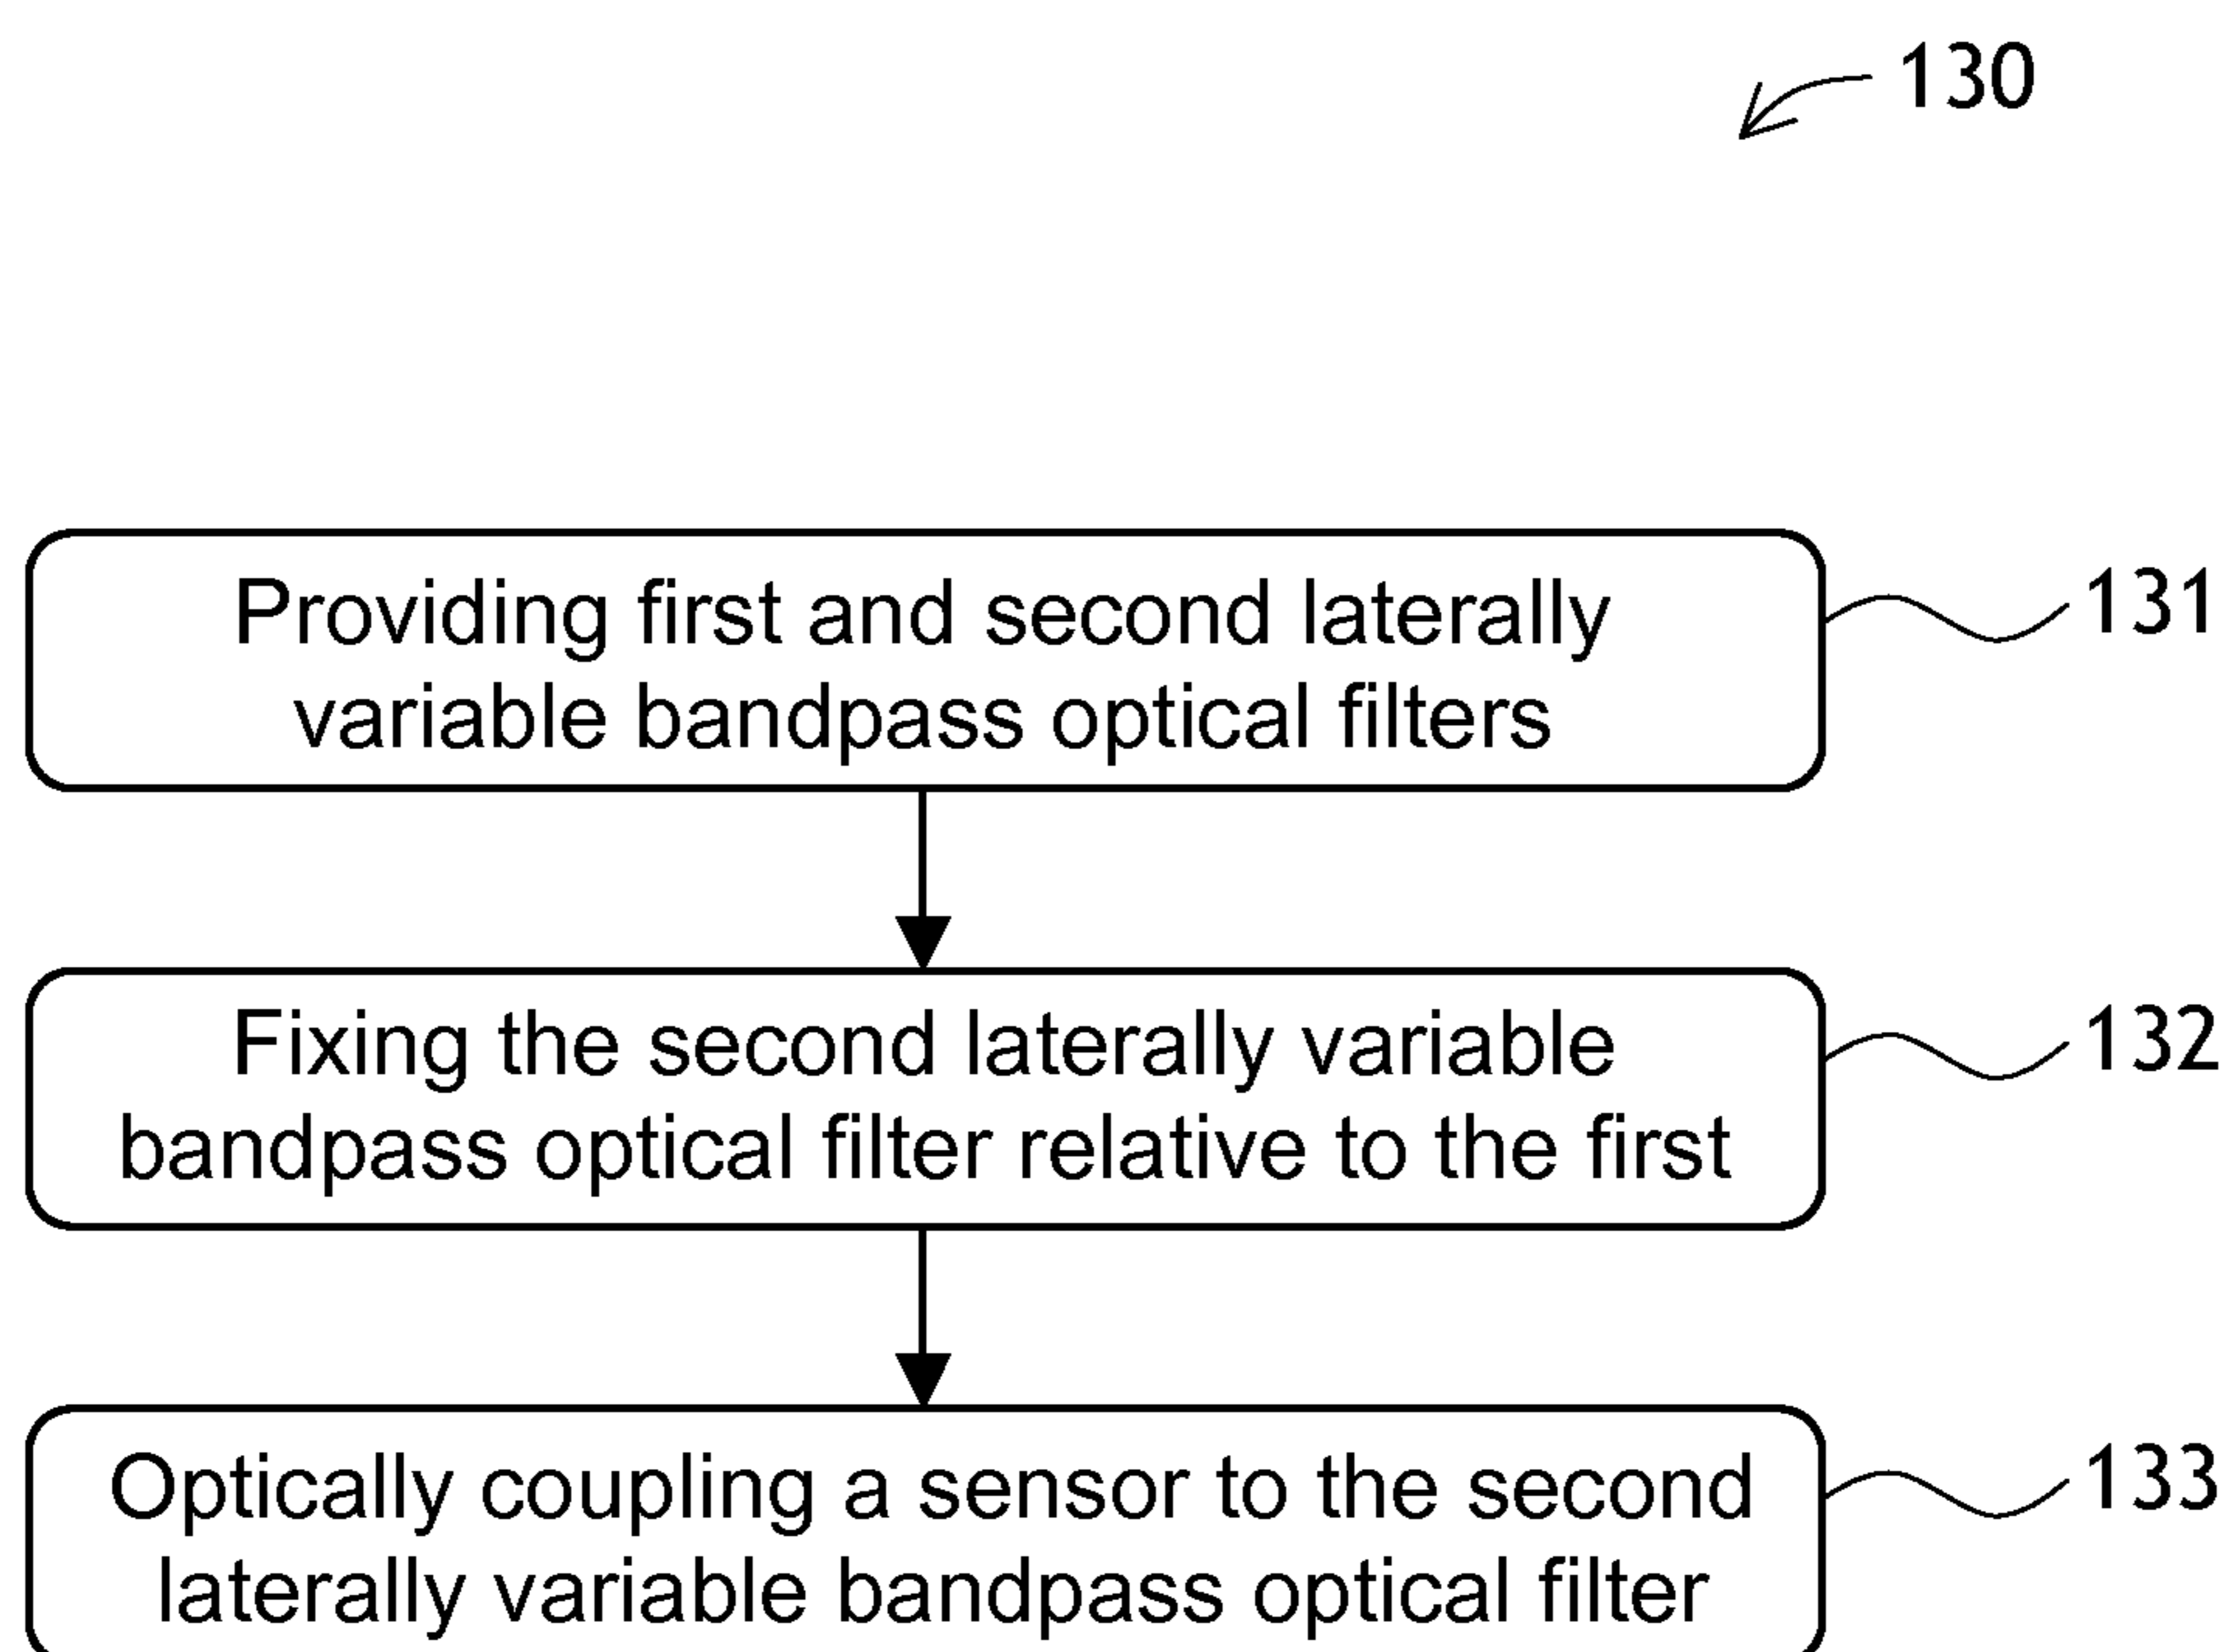 130
Providing first and second laterally
variable bandpass optical filters
131
Fixing the second laterally variable
bandpass optical filter relative to the first
132
Optically coupling a sensor to the second
laterally variable bandpass optical filter
133